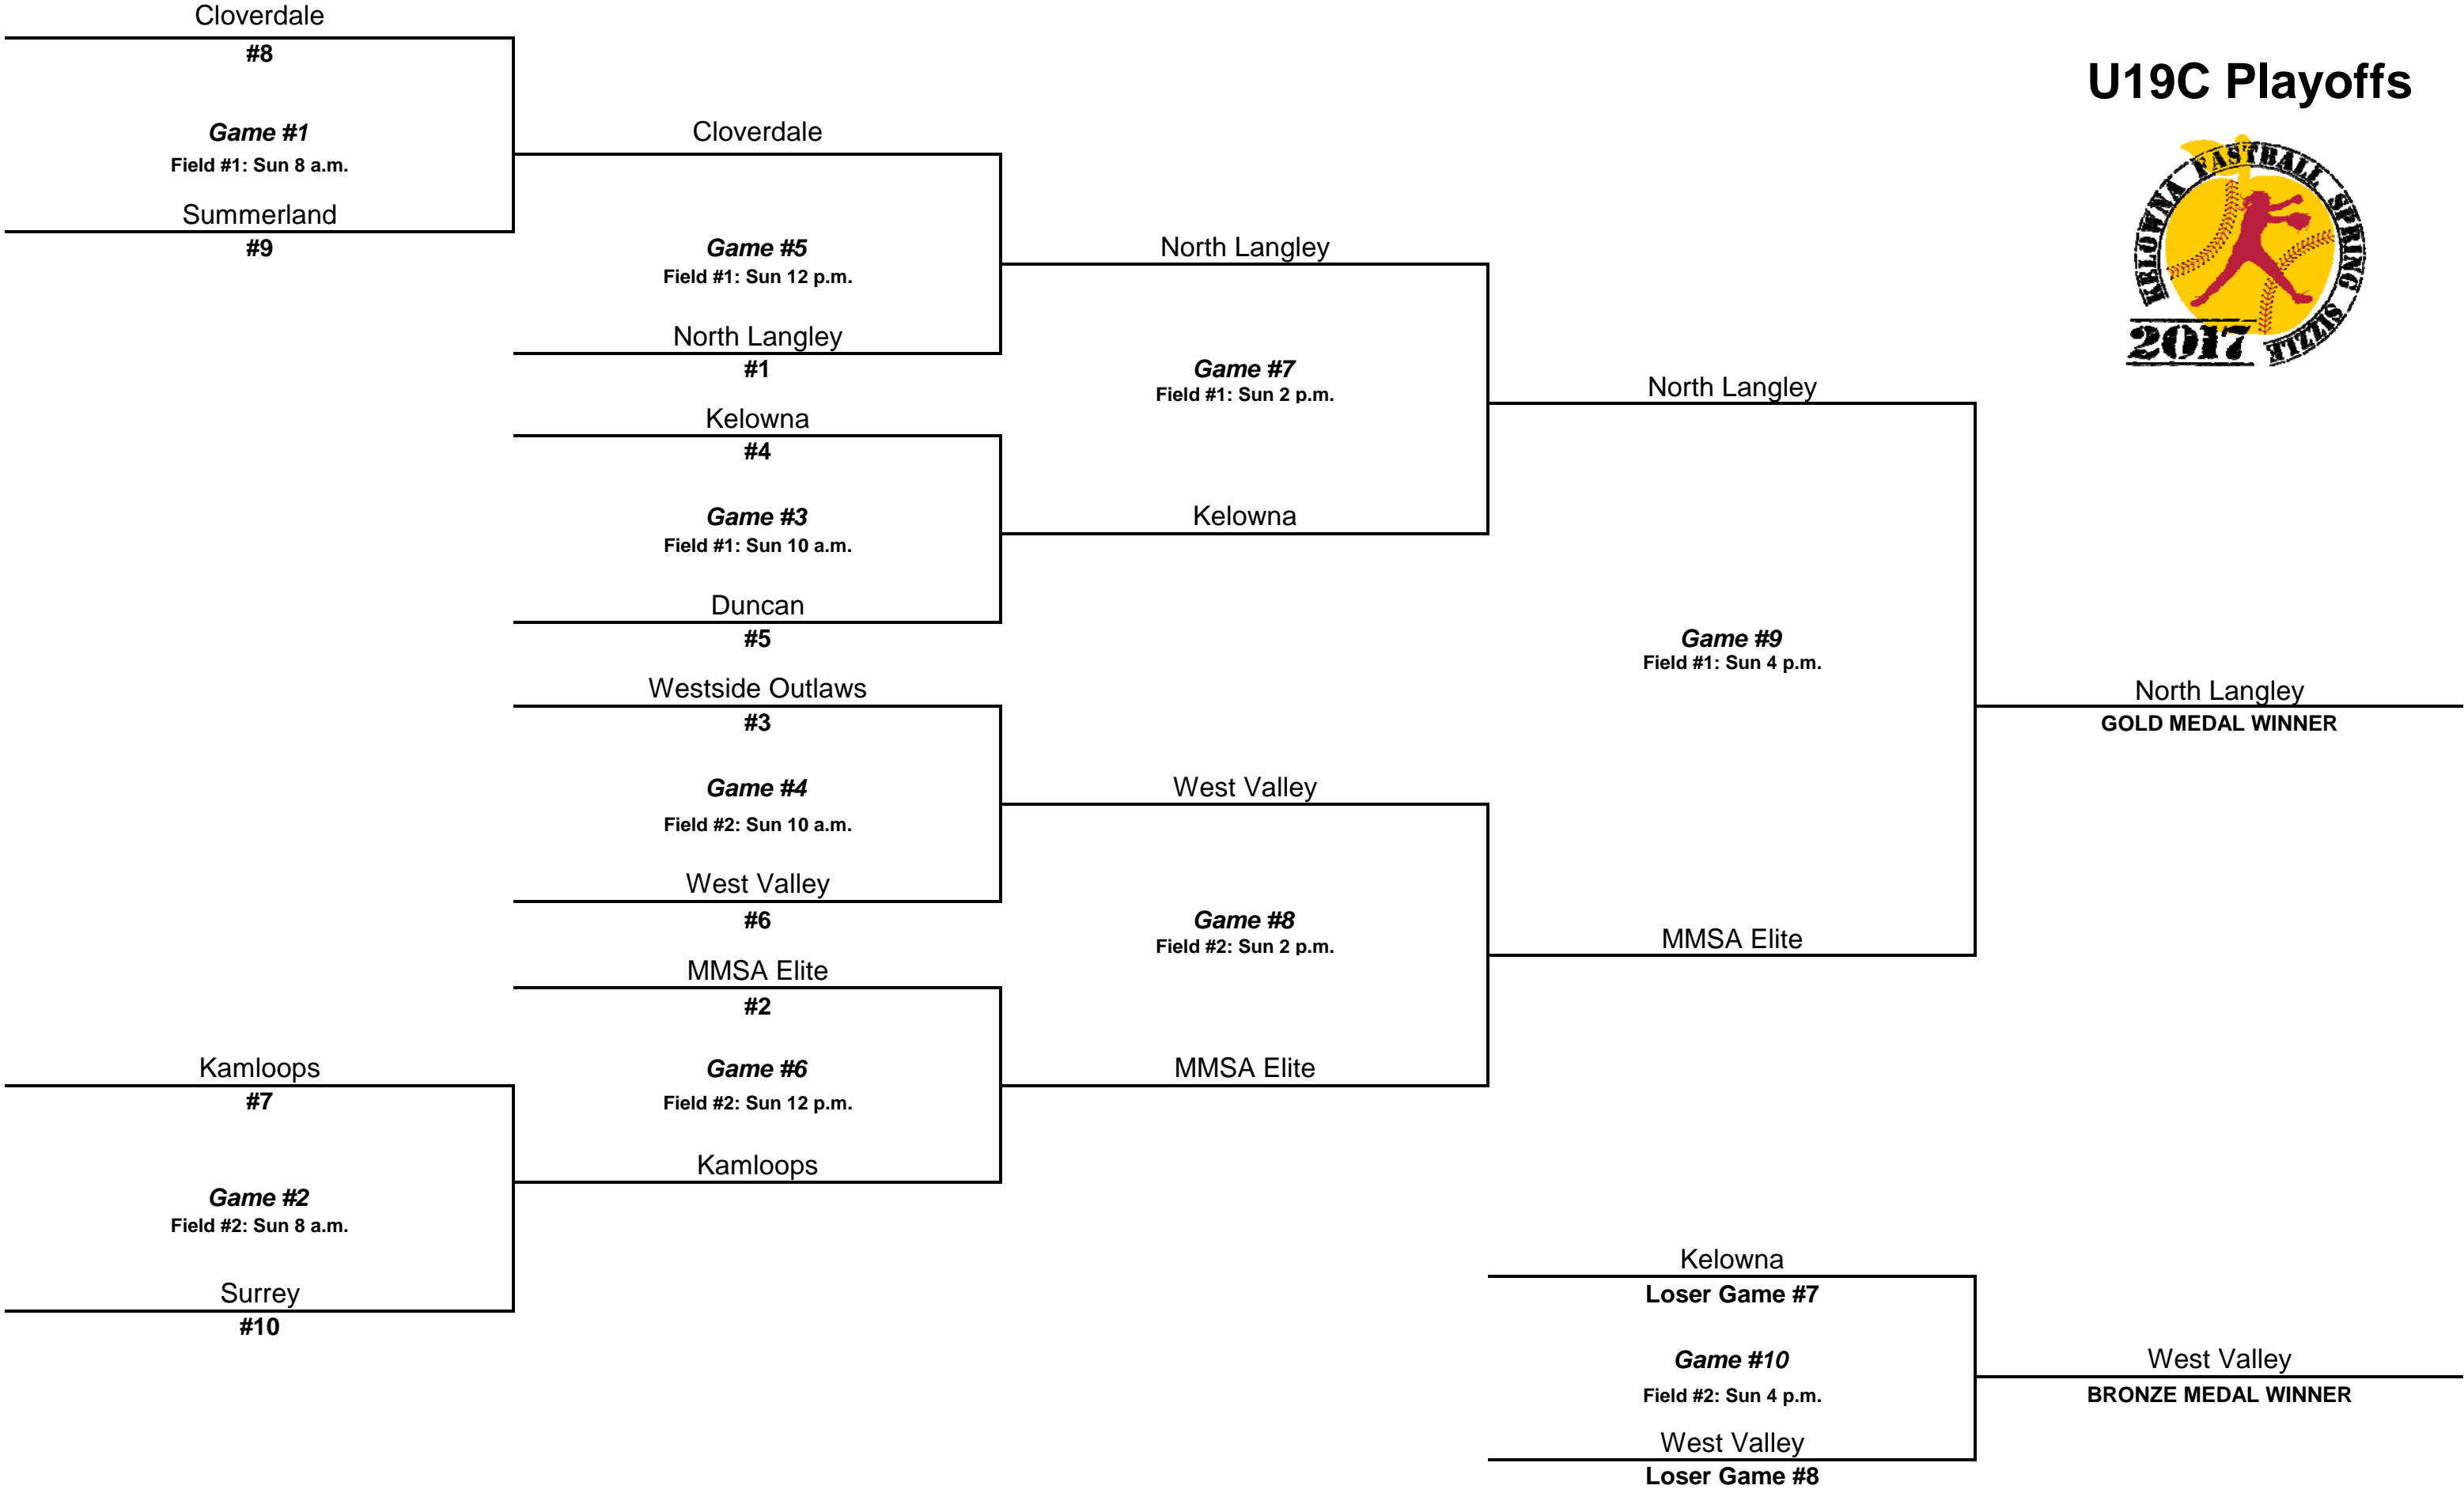 Cloverdale
#8
Game #1
Field #1: Sun 8 a.m.
Summerland
#9
Cloverdale
Game #5
Field #1: Sun 12 p.m.
North Langley
#1
Kelowna
#4
Game #3
Field #1: Sun 10 a.m.
Duncan
#5
Westside Outlaws
#3
Game #4
Field #2: Sun 10 a.m.
West Valley
#6
MMSA Elite
#2
Game #6
Field #2: Sun 12 p.m.
Kamloops
Kamloops
#7
Game #2
Field #2: Sun 8 a.m.
Surrey
#10
North Langley
Game #7
Field #1: Sun 2 p.m.
Kelowna
West Valley
Game #8
Field #2: Sun 2 p.m.
MMSA Elite
North Langley
Game #9
Field #1: Sun 4 p.m.
MMSA Elite
Kelowna
Loser Game #7
Game #10
Field #2: Sun 4 p.m.
West Valley
Loser Game #8
U19C Playoffs
KELOWNA FASTBALL SPRING SIZZLE
2017
North Langley
GOLD MEDAL WINNER
West Valley
BRONZE MEDAL WINNER